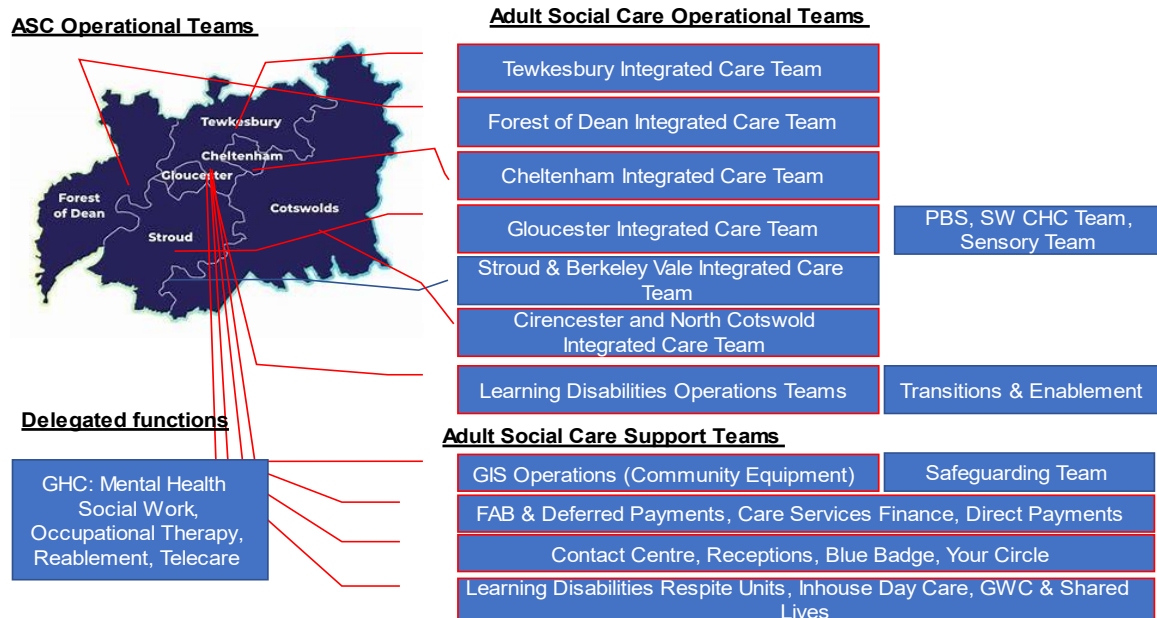 ASC Operational Teams
Tewkesbury
Cheltenham
Gloucester
Forest
of Dean
Cotswolds
Stroud
Adult Social Care Operational Teams
Tewkesbury Integrated Care Team
Forest of Dean Integrated Care Team
Cheltenham Integrated Care Team
Gloucester Integrated Care Team
PBS, SW CHC Team,
Sensory Team
Stroud & Berkeley Vale Integrated Care
Team
Cirencester and North Cotswold
Integrated Care Team
Learning Disabilities Operations Teams
Transitions & Enablement
Delegated functions
GHC: Mental Health
Social Work,
Occupational Therapy,
Reablement, Telecare
Adult Social Care Support Teams
GIS Operations (Community Equipment)
Safeguarding Team
FAB & Deferred Payments, Care Services Finance, Direct Payments
Contact Centre, Receptions, Blue Badge, Your Circle
Learning Disabilities Respite Units, Inhouse Day Care, GWC & Shared
Lives